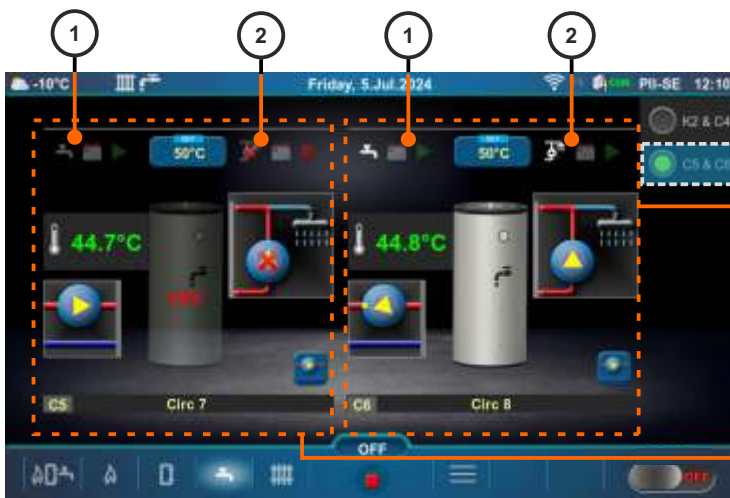 1 2 1 2
-10°C Friday, 5.Jul.2024 PII-SE 12:10
K2 & C4
50°C 50°C
C5 & C6
44.7°C 44.8°C
OFF
C5 Circ 7 C6 Circ 8
OFF
OFF